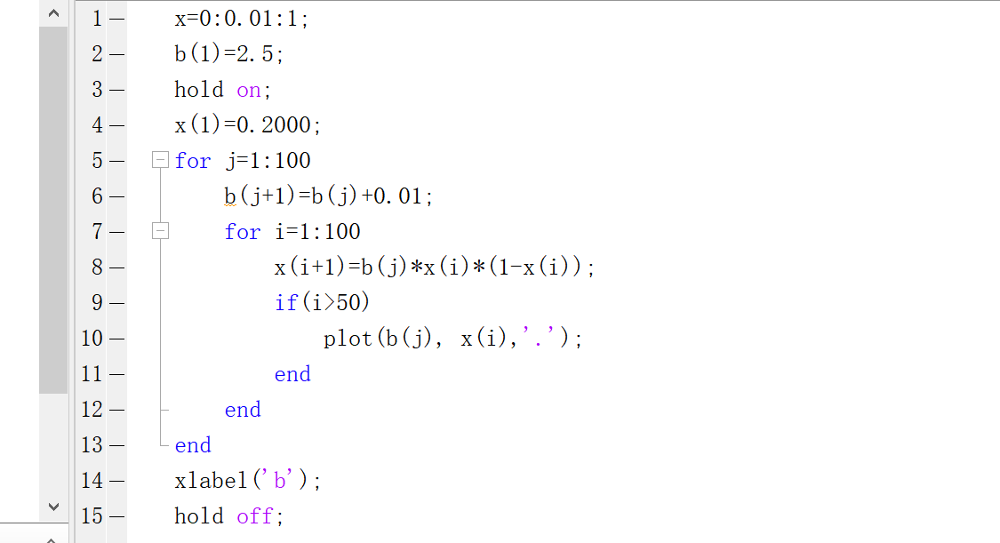 1 — x=0:0.01:1;
2 — b(1)=2.5;
3 — hold on;
4 — x(1)=0.2000;
5 — for j=1:100
6 — b(j+1)=b(j)+0.01;
7 — for i=1:100
8 — x(i+1)=b(j)*x(i)*(1-x(i));
9 — if(i>50)
10 — plot(b(j), x(i),'.');
11 — end
12 — end
13 — end
14 — xlabel('b');
15 — hold off;